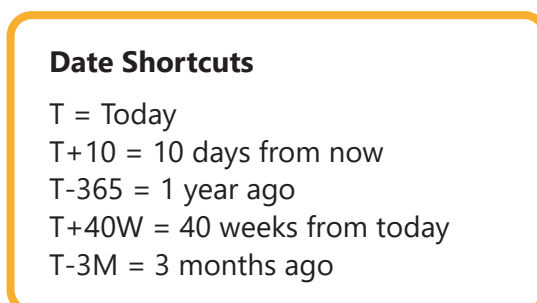 Date Shortcuts
T = Today
T+10 = 10 days from now
T-365 = 1 year ago
T+40W = 40 weeks from today
T-3M = 3 months ago